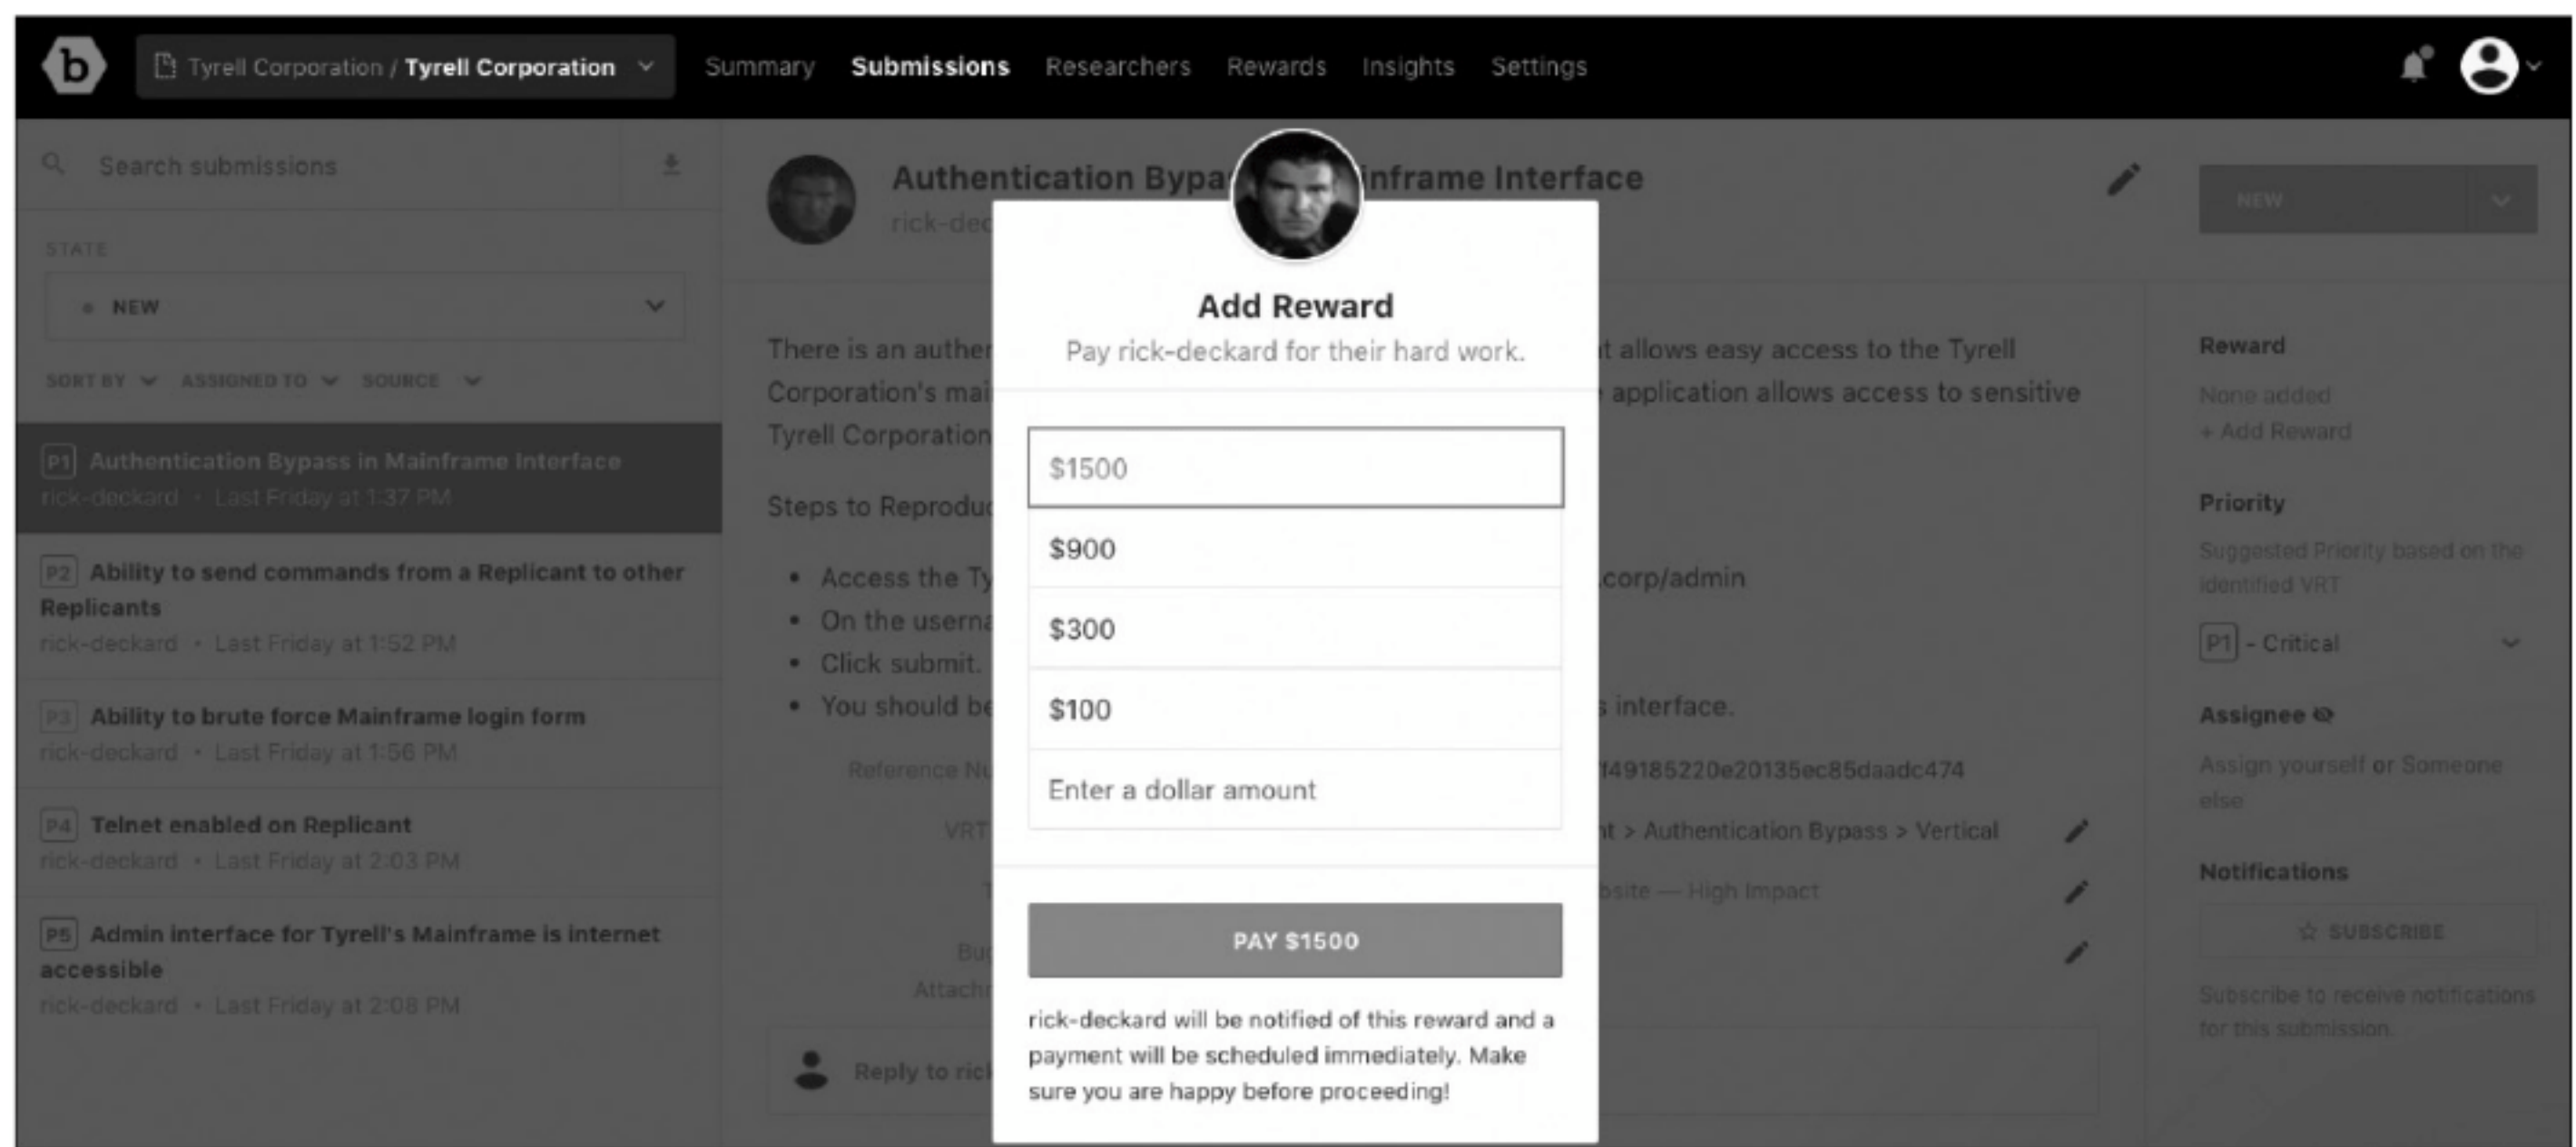 b Tyrell Corporation / Tyrell Corporation Summary Submissions Researchers Rewards Insights Settings
Search submissions
STATE
NEW
SORT BY ASSIGNED TO SOURCE
P1 Authentication Bypass in Mainframe Interface
rick-deckard • Last Friday at 1:37 PM
P2 Ability to send commands from a Replicant to other
Replicants
rick-deckard • Last Friday at 1:52 PM
P3 Ability to brute force Mainframe login form
rick-deckard • Last Friday at 1:56 PM
P4 Telnet enabled on Replicant
rick-deckard • Last Friday at 2:03 PM
P5 Admin interface for Tyrell's Mainframe is internet
accessible
rick-deckard • Last Friday at 2:08 PM
Authentication Bypa inframe Interface
rick-dec
There is an auther t allows easy access to the Tyrell
Corporation's mai application allows access to sensitive
Tyrell Corporation
Steps to Reproduc
• Access the Ty .corp/admin
• On the userna
• Click submit.
• You should be s interface.
Reference Nu f49185220e20135ec85daadc474
VRT nt > Authentication Bypass > Vertical
T bsite — High Impact
Bug
Attachr
Reply to rick
Add Reward
Pay rick-deckard for their hard work.
$1500
$900
$300
$100
Enter a dollar amount
PAY $1500
rick-deckard will be notified of this reward and a
payment will be scheduled immediately. Make
sure you are happy before proceeding!
NEW
Reward
None added
+ Add Reward
Priority
Suggested Priority based on the
identified VRT
P1 - Critical
Assignee
Assign yourself or Someone
else
Notifications
SUBSCRIBE
Subscribe to receive notifications
for this submission.